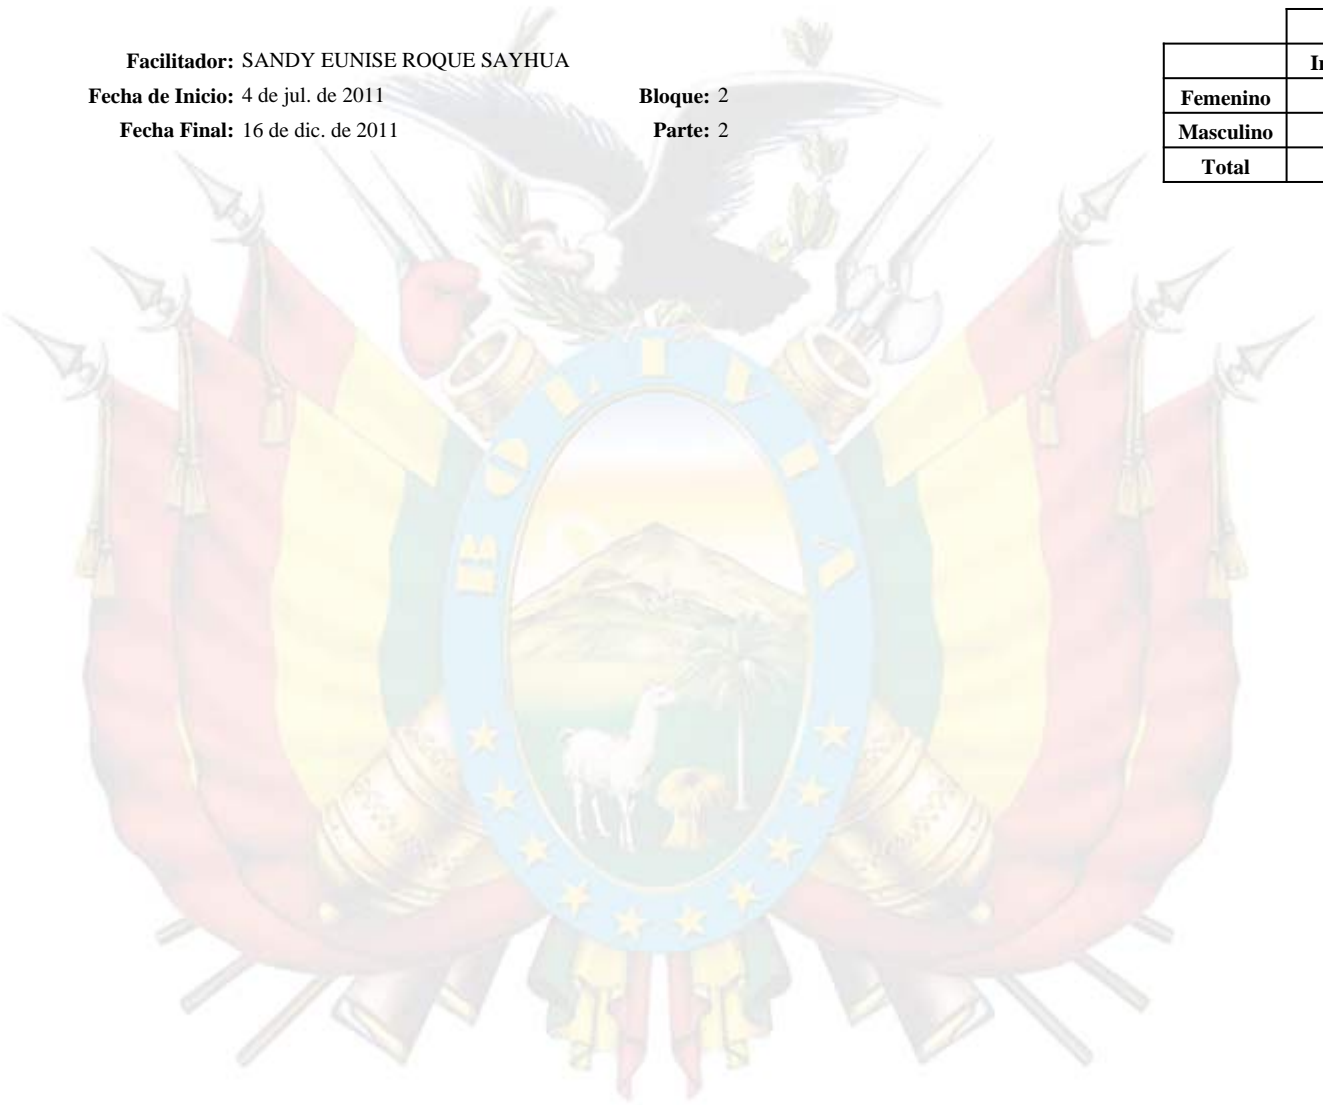 Facilitador: SANDY EUNISE ROQUE SAYHUA
Fecha de Inicio: 4 de jul. de 2011 Bloque: 2
Fecha Final: 16 de dic. de 2011 Parte: 2
Femenino
Masculino
Total
BOLIVIA